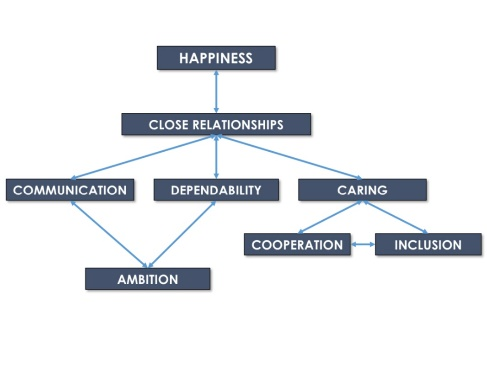 HAPPINESS
CLOSE RELATIONSHIPS
COMMUNICATION
DEPENDABILITY
CARING
COOPERATION
INCLUSION
AMBITION